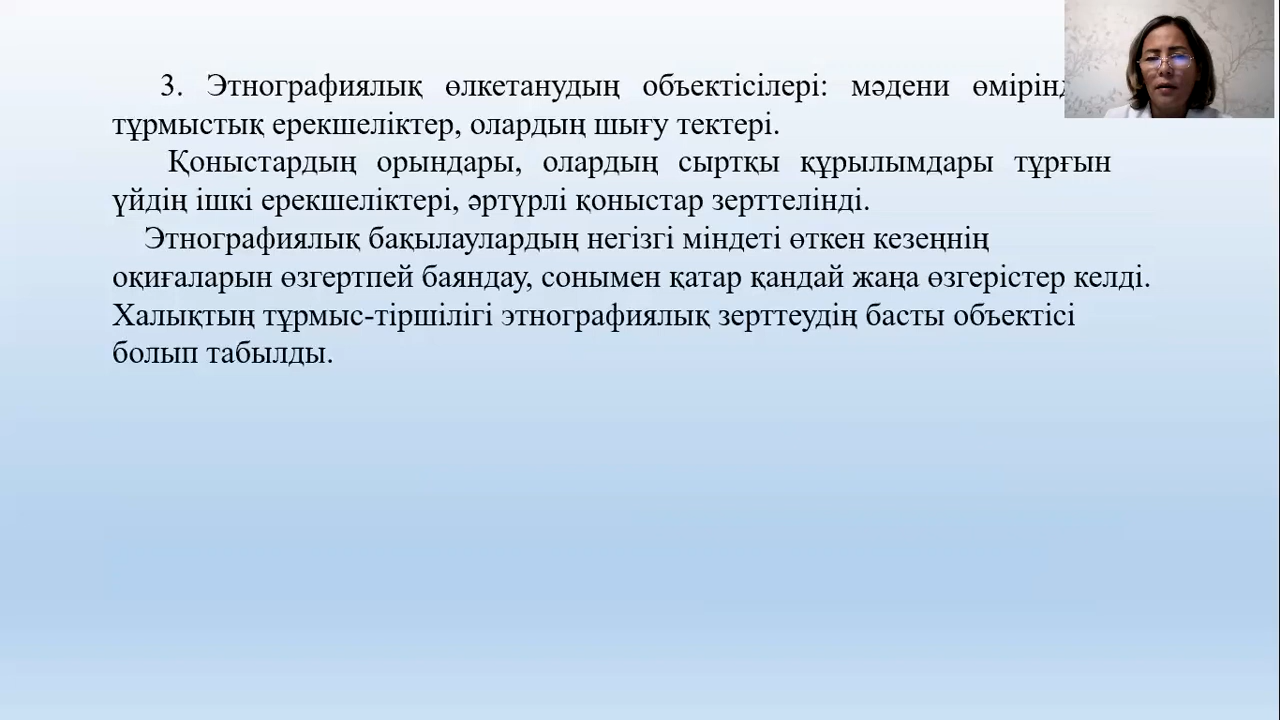 3. Этнографиялық өлкетанудың объектісілері: мәдени
тұрмыстық ерекшеліктер, олардың шығу тектері.
Қоныстардың орындары, олардың сыртқы құрылымдары тұрғын
үйдің ішкі ерекшеліктері, әртүрлі қоныстар зерттелінді.
Этнографиялық бақылаулардың негізгі міндеті өткен кезеңнің
оқиғаларын өзгертпей баяндау, сонымен қатар қандай жаңа өзгерістер келді.
Халықтың тұрмыс-тіршілігі этнографиялық зерттеудің басты объектісі
болып табылды.